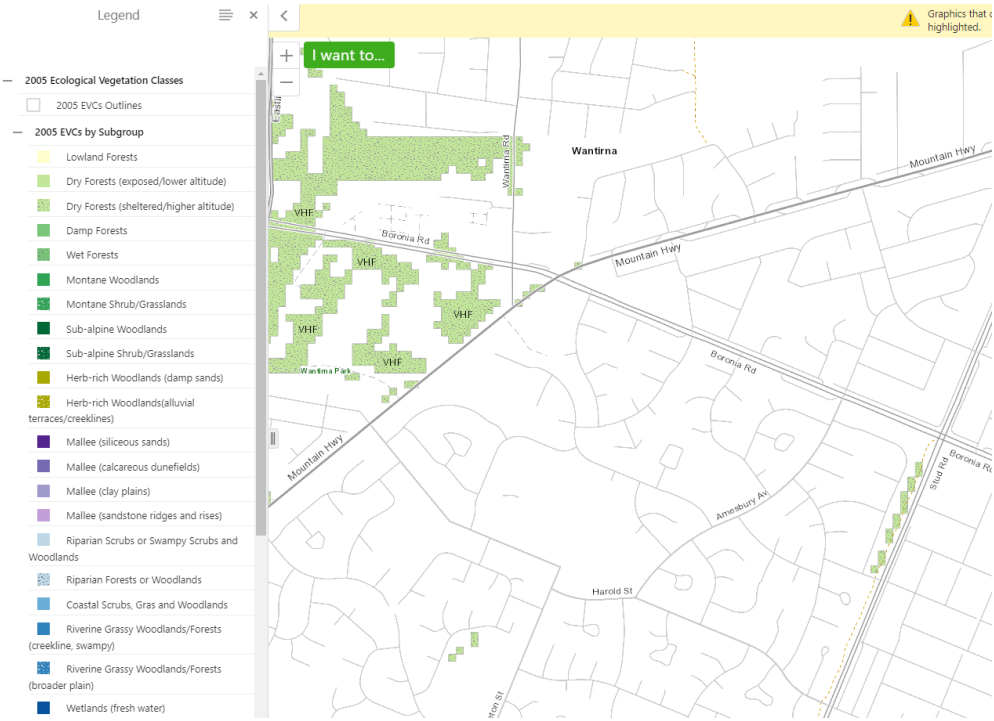 Legend
2005 Ecological Vegetation Classes
2005 EVCs Outlines
2005 EVCs by Subgroup
Lowland Forests
Dry Forests (exposed/lower altitude)
Dry Forests (sheltered/higher altitude)
Damp Forests
Wet Forests
Montane Woodlands
Montane Shrub/Grasslands
Sub-alpine Woodlands
Sub-alpine Shrub/Grasslands
Herb-rich Woodlands (damp sands)
Herb-rich Woodlands(alluvial
terraces/creeklines)
Mallee (siliceous sands)
Mallee (calcareous dunefields)
Mallee (clay plains)
Mallee (sandstone ridges and rises)
Riparian Scrubs or Swampy Scrubs and
Woodlands
Riparian Forests or Woodlands
Coastal Scrubs, Gras and Woodlands
Riverine Grassy Woodlands/Forests
(creekline, swampy)
Riverine Grassy Woodlands/Forests
(broader plain)
Wetlands (fresh water)
Graphics that
highlighted.
I want to...
Wantirna
Wantirna Rd
Mountain Hwy
VHF
Boronia Rd
Mountain Hwy
VHF
VHF
VHF
Boronia Rd
VHF
Wantirna Park
Mountain Hwy
Boronia Rd
Stud Rd
Amesbury Av
Harold St